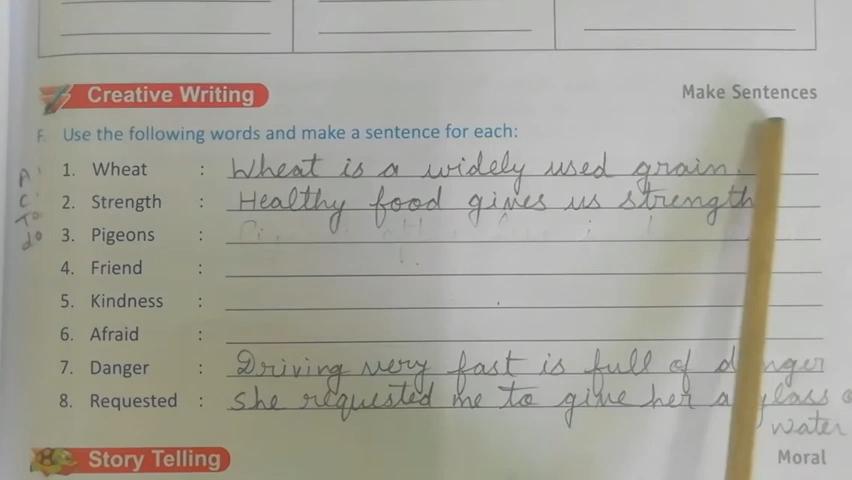 Creative Writing
Make Sentences
F. Use the following words and make a sentence for each:
1. Wheat : Wheat is a widely used grain.
2. Strength : Healthy food gives us strength
3. Pigeons :
4. Friend :
5. Kindness :
6. Afraid :
7. Danger : Driving very fast is full of danger
8. Requested : She requested me to give her a glass
water
Story Telling
Moral